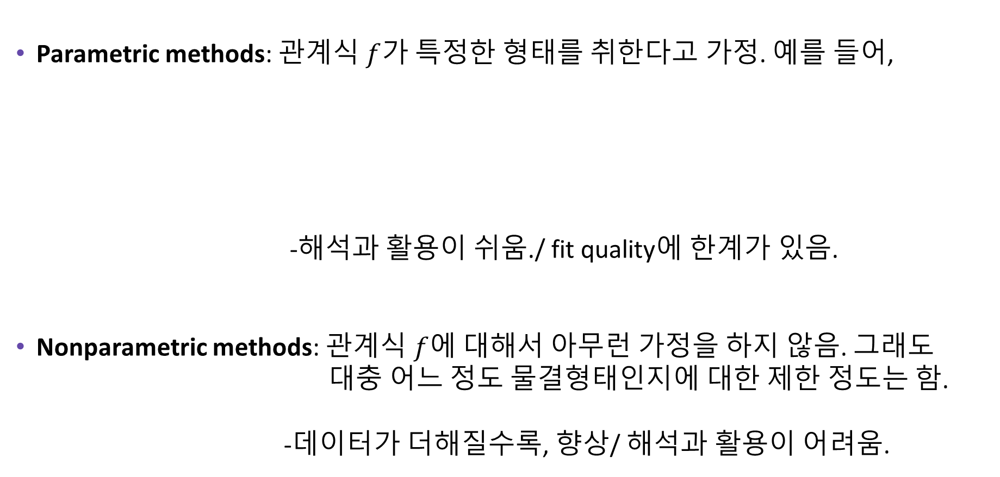 • Parametric methods: 관계식 f 가 특정한 형태를 취한다고 가정. 예를 들어,
-해석과 활용이 쉬움./ fit quality에 한계가 있음.
• Nonparametric methods: 관계식 f 에 대해서 아무런 가정을 하지 않음. 그래도
대충 어느 정도 물결형태인지에 대한 제한 정도는 함.
-데이터가 더해질수록, 향상/ 해석과 활용이 어려움.